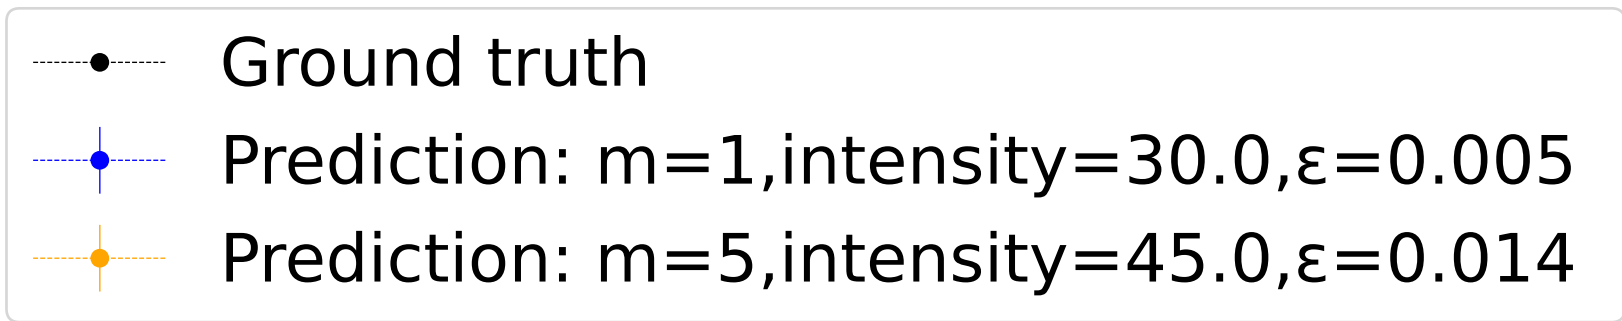 Ground truth
Prediction: m=1,intensity=30.0,ε=0.005
Prediction: m=5,intensity=45.0,ε=0.014